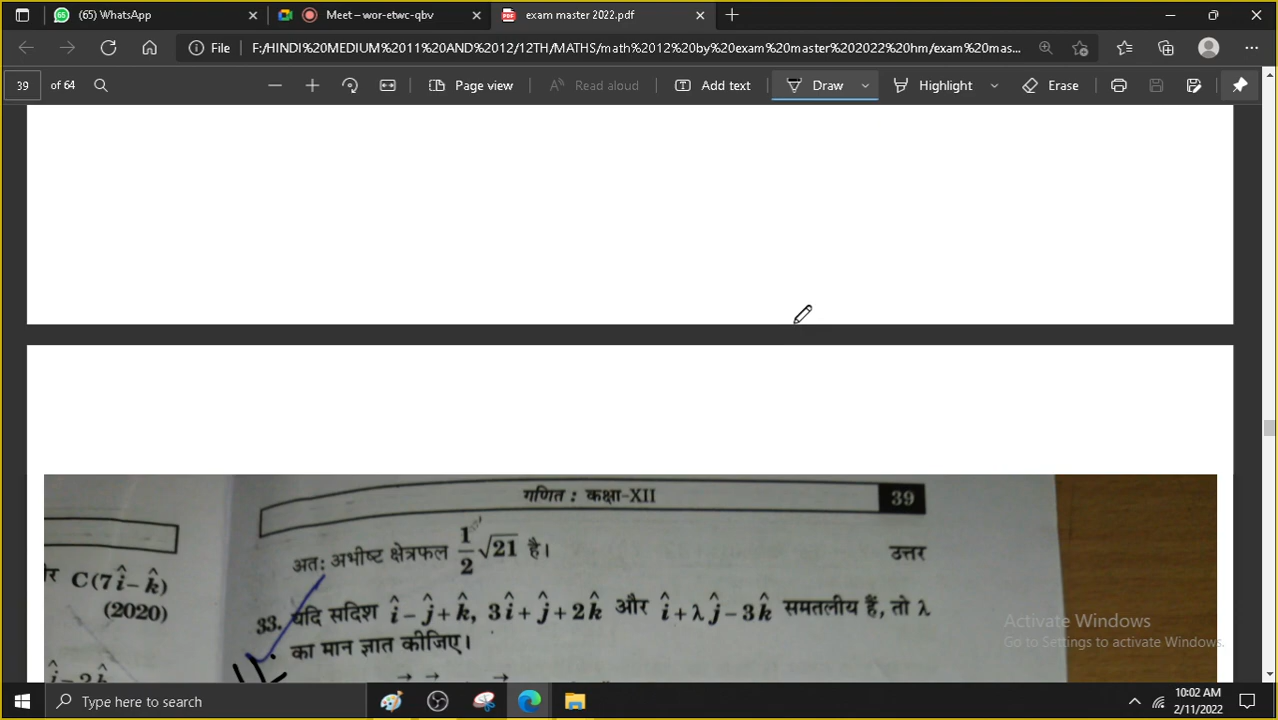 WhatsApp
(65) WhatsApp
Meet – wor-etwc-qbv
exam master 2022.pdf
File
F:/HINDI%20MEDIUM%2011%20AND%2012/12TH/MATHS/math%2012%20by%20exam%20master%202022%20hm/exam%20mas...
39 of 64
Page view
Read aloud
Add text
Draw
Highlight
Erase
गणित : कक्षा-XII
39
अतः अभीष्ट क्षेत्रफल 1/2 √21 है।
उत्तर
C(7î – k̂)
(2020)
33. यदि सदिश î – ĵ + k̂, 3î + ĵ + 2k̂ और î + λĵ – 3k̂ समतलीय हैं, तो λ
का मान ज्ञात कीजिए।
Activate Windows
Go to Settings to activate Windows.
Type here to search
10:02 AM
2/11/2022